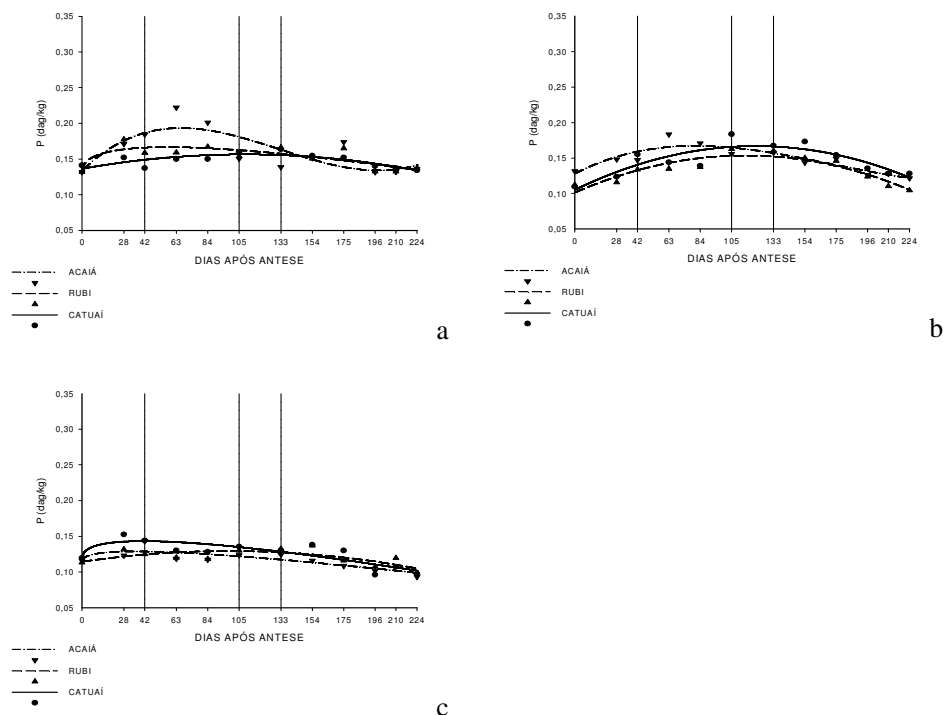 0,35
0,30
0,25
0,20
0,15
0,10
0,05
P (dag/kg)
0 28 42 63 84 105 133 154 175 196 210 224
DIAS APÓS ANTESE
ACAIÁ
RUBI
CATUAÍ
a
0,35
0,30
0,25
0,20
0,15
0,10
0,05
P (dag/kg)
0 28 42 63 84 105 133 154 175 196 210 224
DIAS APÓS ANTESE
ACAIÁ
RUBI
CATUAÍ
b
0,35
0,30
0,25
0,20
0,15
0,10
0,05
P (dag/kg)
0 28 42 63 84 105 133 154 175 196 210 224
DIAS APÓS ANTESE
ACAIÁ
RUBI
CATUAÍ
c